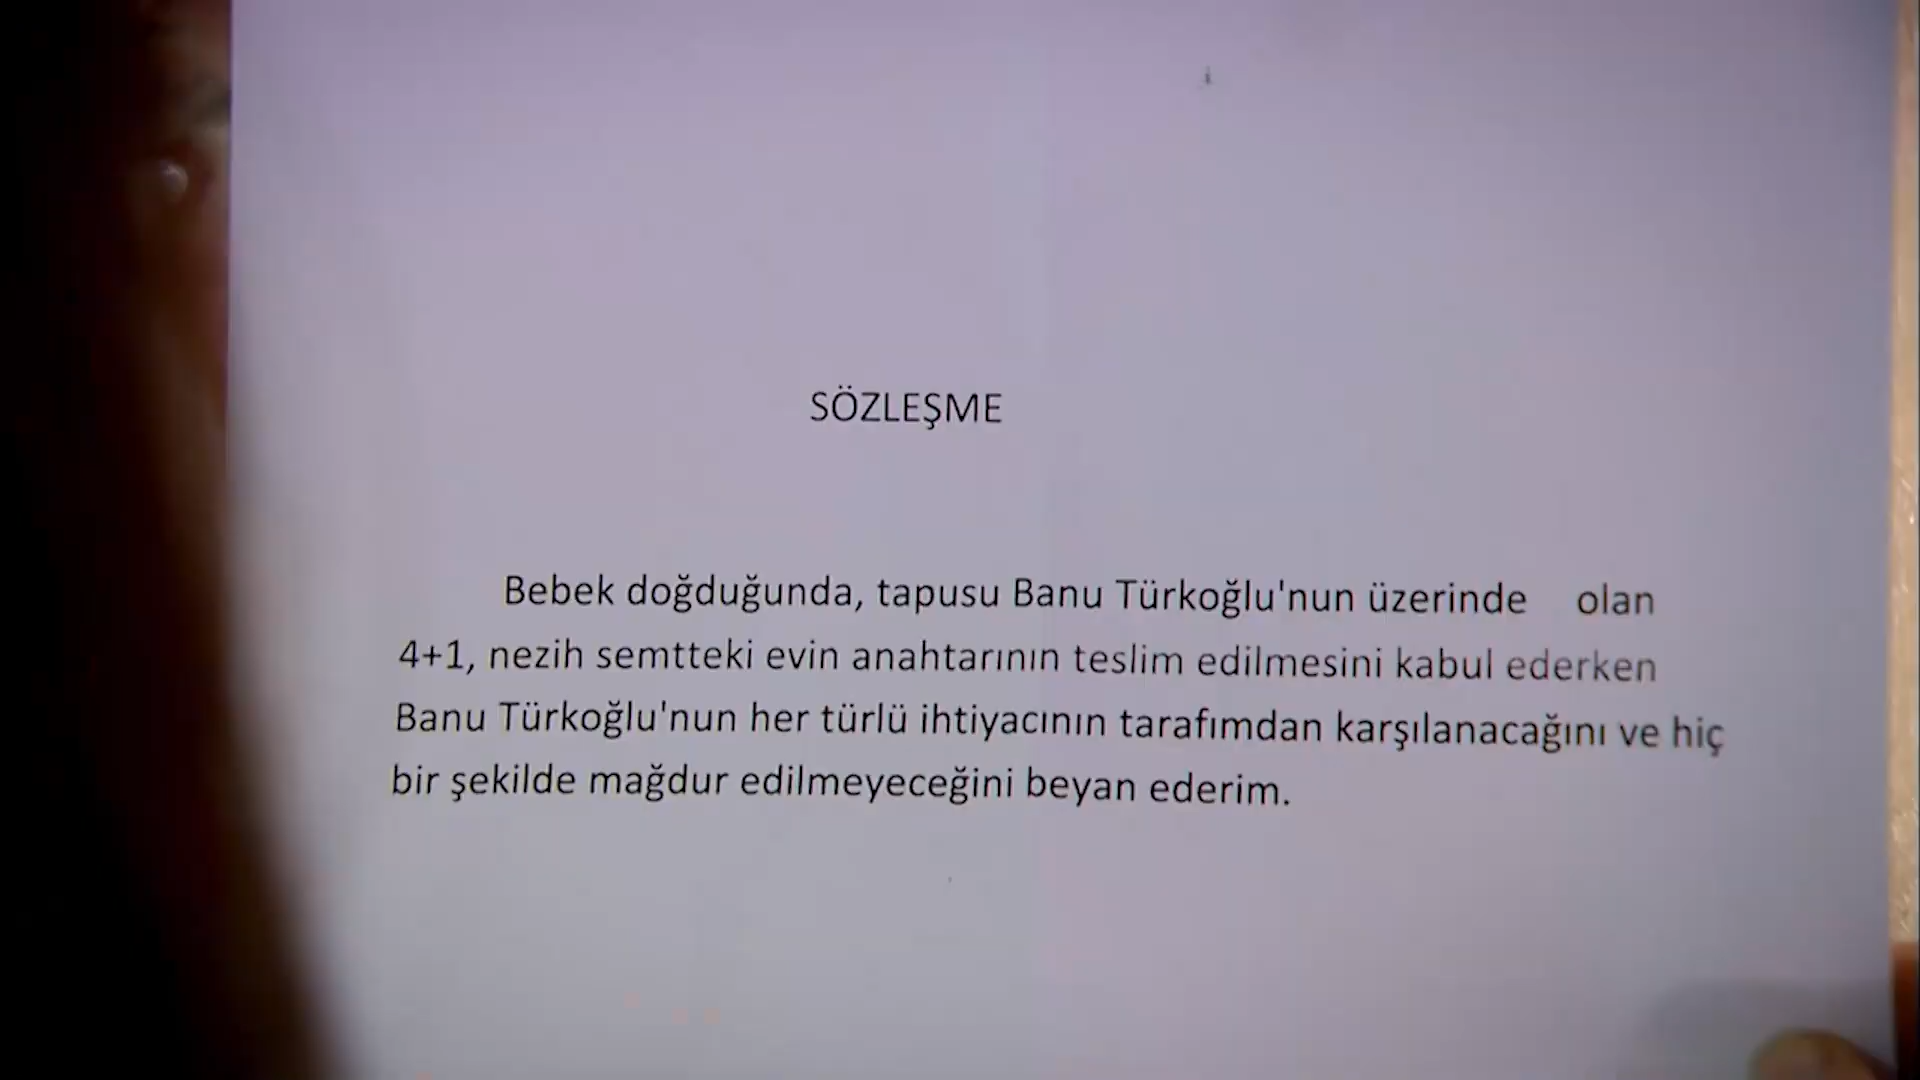 SÖZLEŞME
Bebek doğduğunda, tapusu Banu Türkoğlu'nun üzerinde olan
4+1, nezih semtteki evin anahtarının teslim edilmesini kabul ederken
Banu Türkoğlu'nun her türlü ihtiyacının tarafımdan karşılanacağını ve hiç
bir şekilde mağdur edilmeyeceğini beyan ederim.